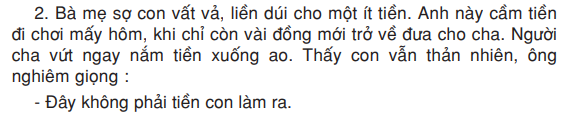 2. Bà mẹ sợ con vất vả, liền dúi cho một ít tiền. Anh này cầm tiền
đi chơi mấy hôm, khi chỉ còn vài đồng mới trở về đưa cho cha. Người
cha vứt ngay nắm tiền xuống ao. Thấy con vẫn thản nhiên, ông
nghiêm giọng :
- Đây không phải tiền con làm ra.